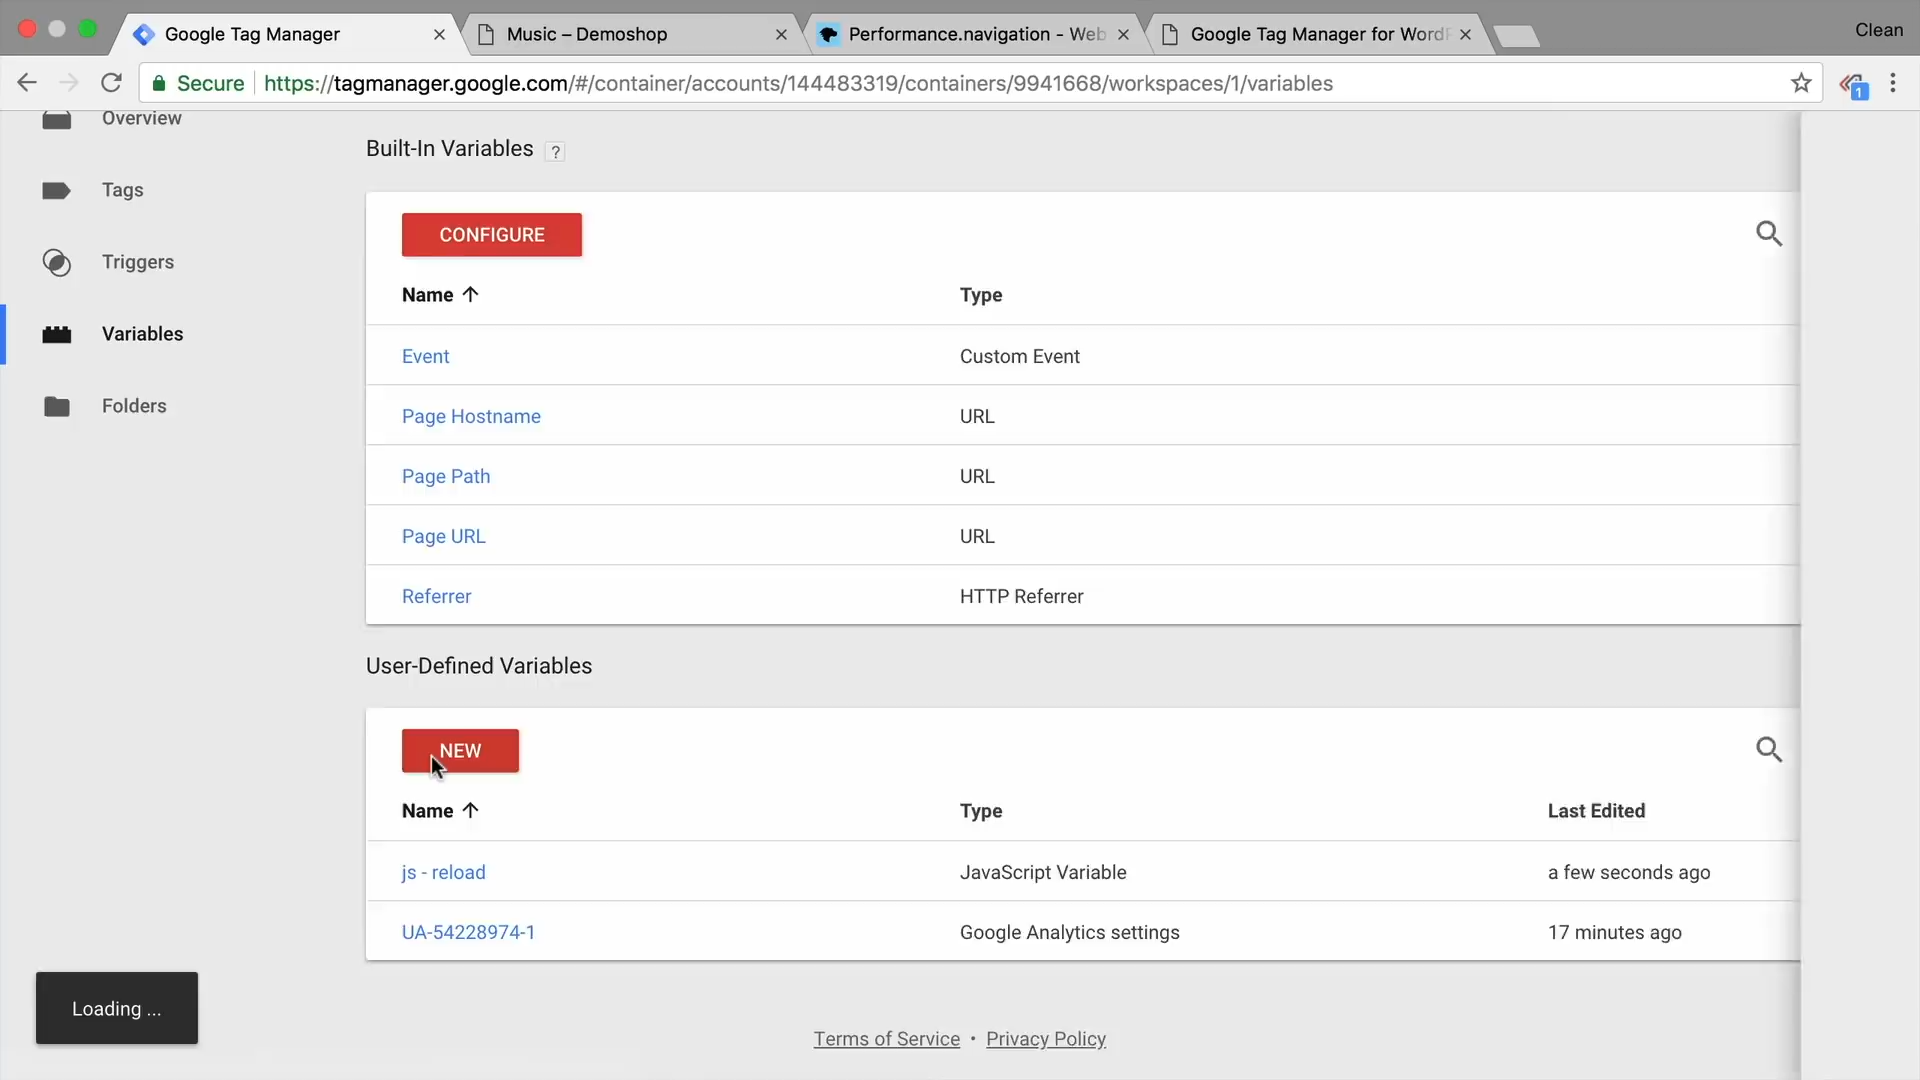 Google Tag Manager
Music – Demoshop
Performance.navigation - Web
Google Tag Manager for WordP
Clean
Secure
https://tagmanager.google.com/#/container/accounts/144483319/containers/9941668/workspaces/1/variables
1
Overview
Tags
Triggers
Variables
Folders
Built-In Variables ?
CONFIGURE
Name Type
Event Custom Event
Page Hostname URL
Page Path URL
Page URL URL
Referrer HTTP Referrer
User-Defined Variables
NEW
Name Type Last Edited
js - reload JavaScript Variable a few seconds ago
UA-54228974-1 Google Analytics settings 17 minutes ago
Loading ...
Terms of Service • Privacy Policy